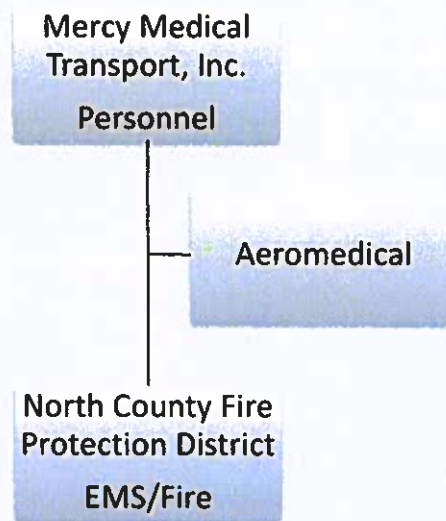 Mercy Medical
Transport, Inc.
Personnel
Aeromedical
North County Fire
Protection District
EMS/Fire